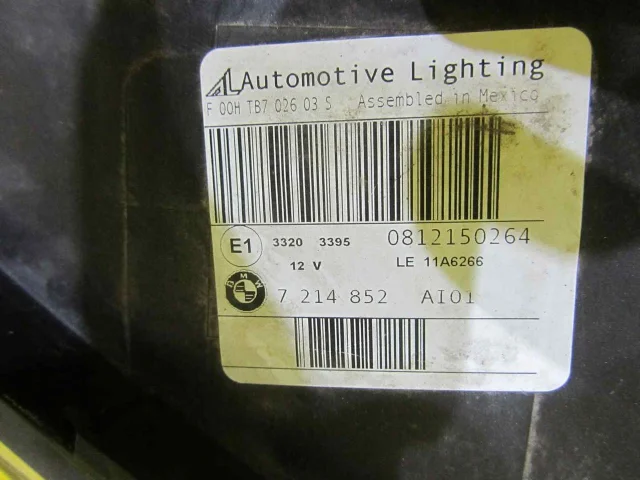 AL Automotive Lighting
F 00H TB7 026 03 S Assembled in Mexico
E1 3320 3395 0812150264
12 V LE 11A6266
BMW 7 214 852 AI01